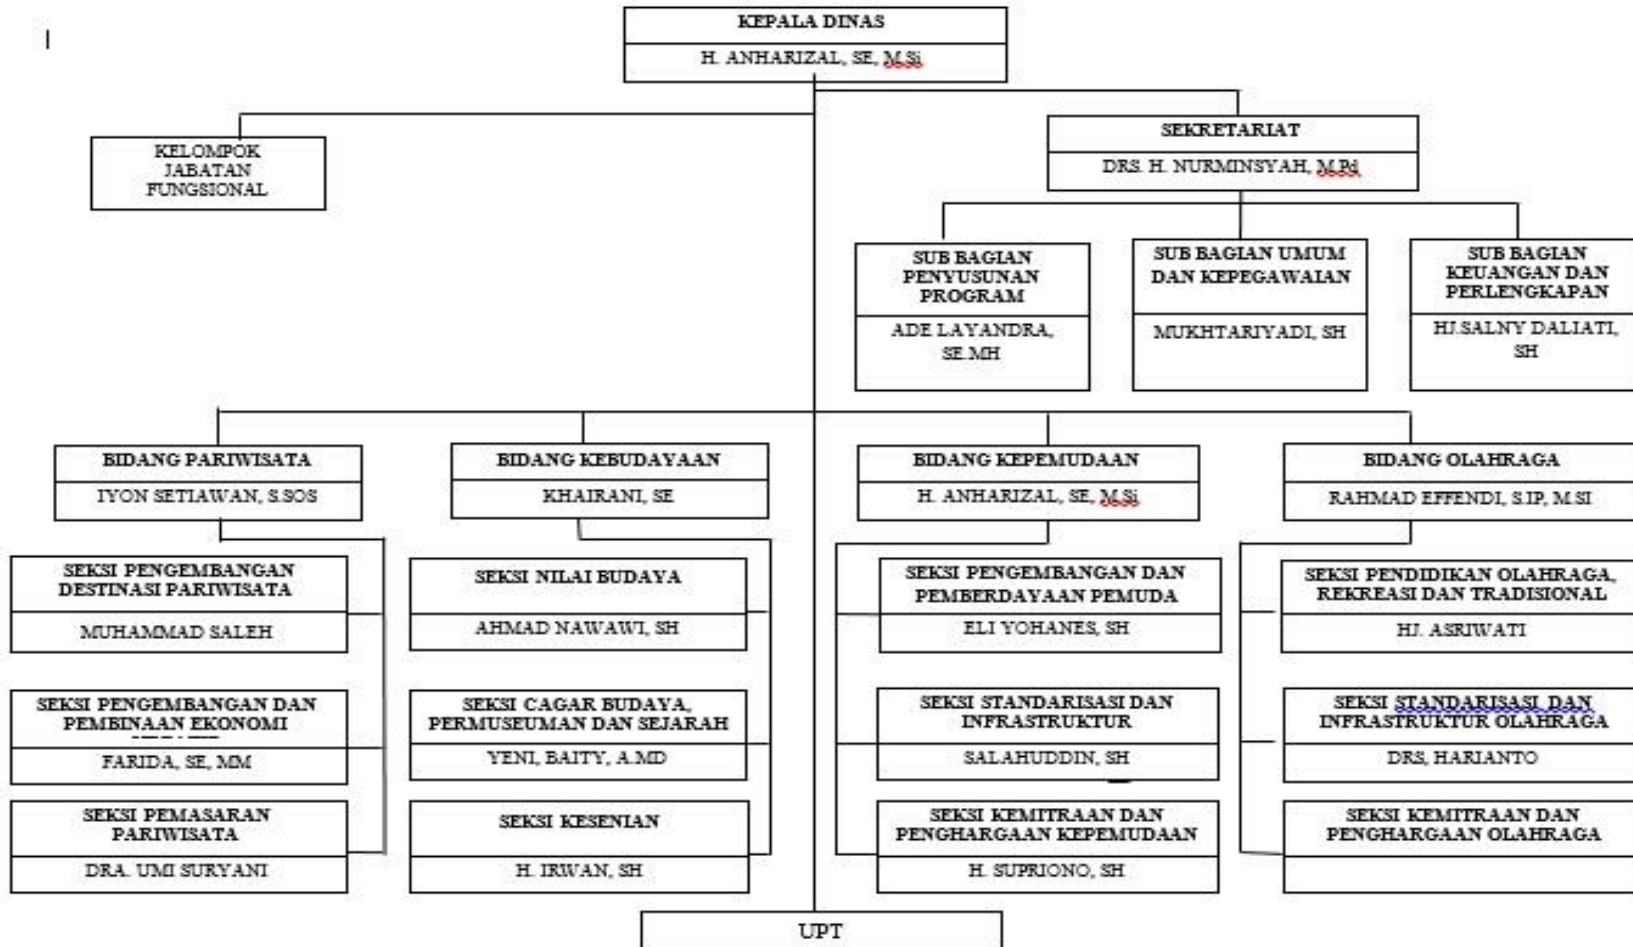 KEPALA DINAS
H. ANHARIZAL, SE, M.Si
KELOMPOK
JABATAN
FUNGSIONAL
SEKRETARIAT
DRS. H. NURMINSYAH, M.Pd
SUB BAGIAN
PENYUSUNAN
PROGRAM
ADE LAYANDRA,
SE.MH
SUB BAGIAN UMUM
DAN KEPEGAWAIAN
MUKHTARIYADI, SH
SUB BAGIAN
KEUANGAN DAN
PERLENGKAPAN
HJ.SALNY DALIATI,
SH
BIDANG PARIWISATA
IYON SETIAWAN, S.SOS
SEKSI PENGEMBANGAN
DESTINASI PARIWISATA
MUHAMMAD SALEH
SEKSI PENGEMBANGAN DAN
PEMBINAAN EKONOMI
FARIDA, SE, MM
SEKSI PEMASARAN
PARIWISATA
DRA. UMI SURYANI
BIDANG KEBUDAYAAN
KHAIRANI, SE
SEKSI NILAI BUDAYA
AHMAD NAWAWI, SH
SEKSI CAGAR BUDAYA,
PERMUSEUMAN DAN SEJARAH
YENI, BAITY, A.MD
SEKSI KESENIAN
H. IRWAN, SH
BIDANG KEPEMUDAAN
H. ANHARIZAL, SE, M.Si
SEKSI PENGEMBANGAN DAN
PEMBERDAYAAN PEMUDA
ELI YOHANES, SH
SEKSI STANDARISASI DAN
INFRASTRUKTUR
SALAHUDDIN, SH
SEKSI KEMITRAAN DAN
PENGHARGAAN KEPEMUDAAN
H. SUPRIONO, SH
BIDANG OLAHRAGA
RAHMAD EFFENDI, S.IP, M.SI
SEKSI PENDIDIKAN OLAHRAGA,
REKREASI DAN TRADISIONAL
HJ. ASRIWATI
SEKSI STANDARISASI DAN
INFRASTRUKTUR OLAHRAGA
DRS, HARIANTO
SEKSI KEMITRAAN DAN
PENGHARGAAN OLAHRAGA
UPT